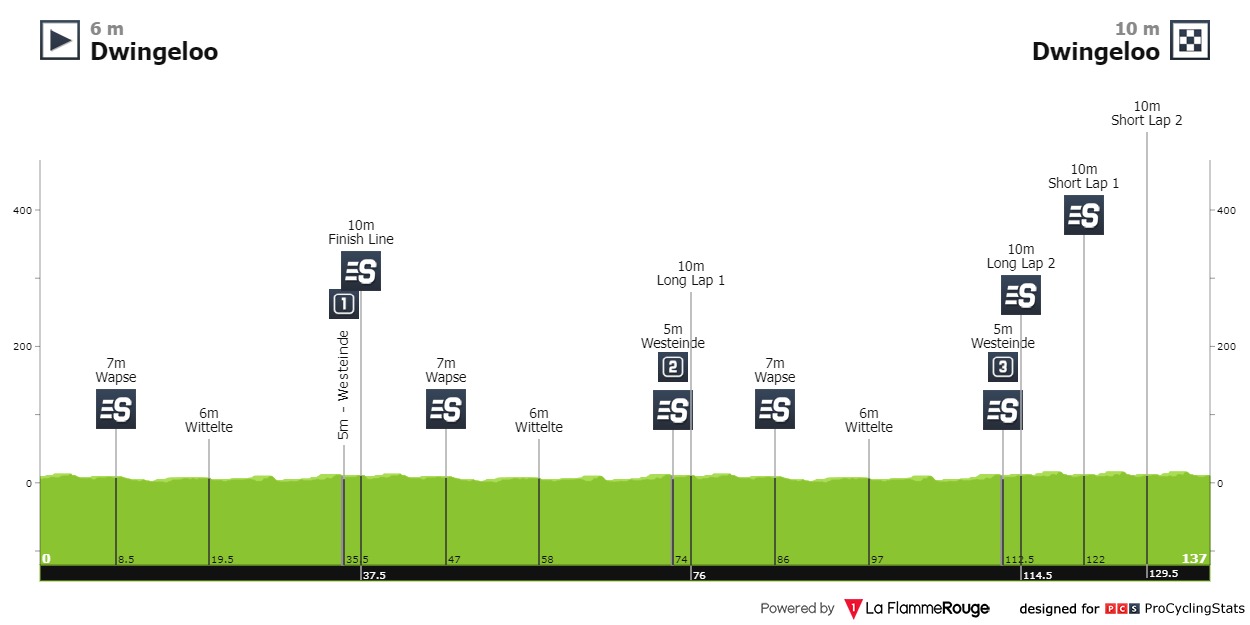 6 m
Dwingeloo
10 m
Dwingeloo
10m
Short Lap 2
10m
Short Lap 1
10m
Finish Line
10m
Long Lap 2
10m
Long Lap 1
400
400
S
S
S
1
5m - Westeinde
200
200
7m
Wapse
S
6m
Wittelte
7m
Wapse
S
6m
Wittelte
5m
Westeinde
2
S
7m
Wapse
S
6m
Wittelte
5m
Westeinde
3
S
0
0
0
8.5
19.5
35.5
47
58
74
86
97
112.5
122
137
37.5
76
114.5
129.5
Powered by 1 La FlammeRouge designed for PCS ProCyclingStats